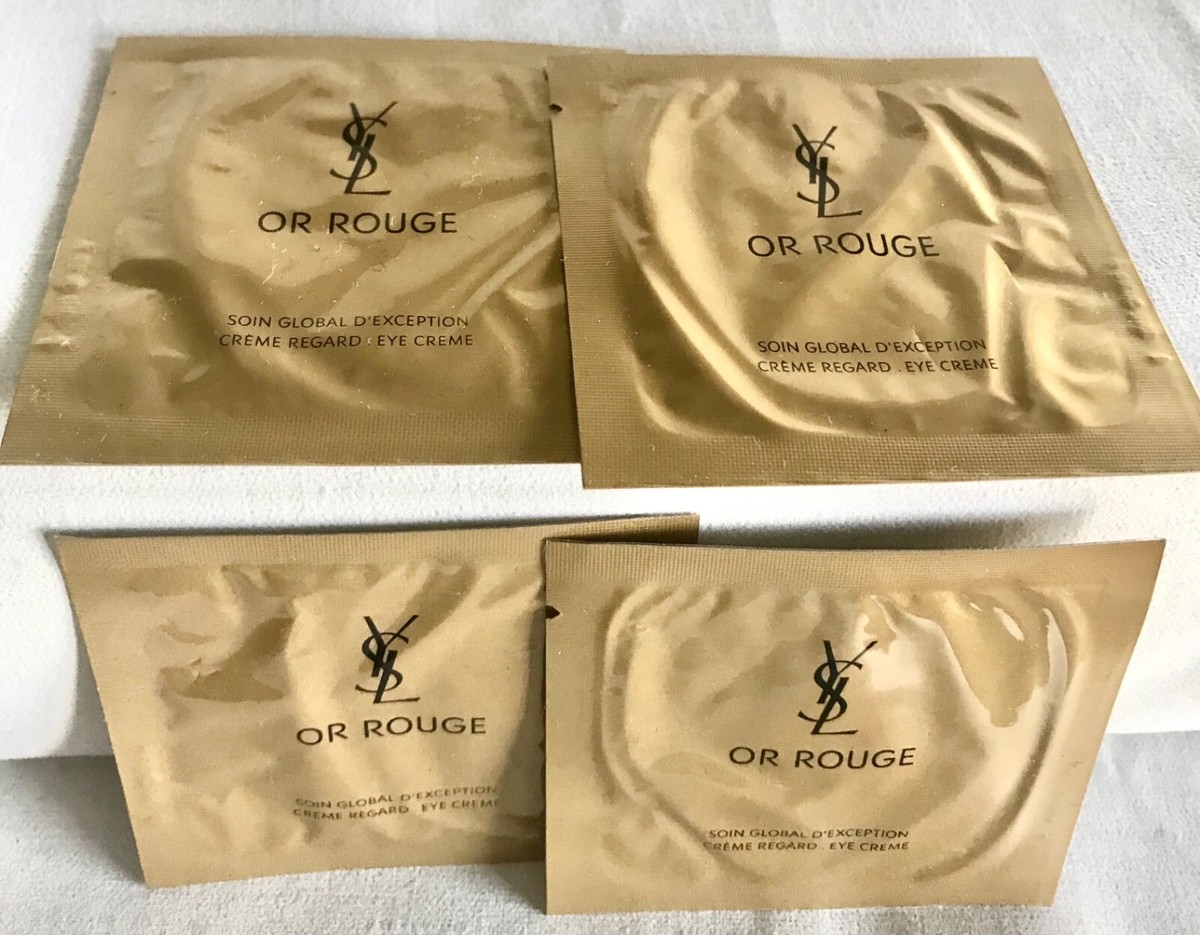 YSL
OR ROUGE
SOIN GLOBAL D'EXCEPTION
CRÈME REGARD . EYE CREME
YSL
OR ROUGE
SOIN GLOBAL D'EXCEPTION
CRÈME REGARD . EYE CREME
YSL
OR ROUGE
SOIN GLOBAL D'EXCEPTION
CRÈME REGARD . EYE CREME
YSL
OR ROUGE
SOIN GLOBAL D'EXCEPTION
CRÈME REGARD . EYE CREME